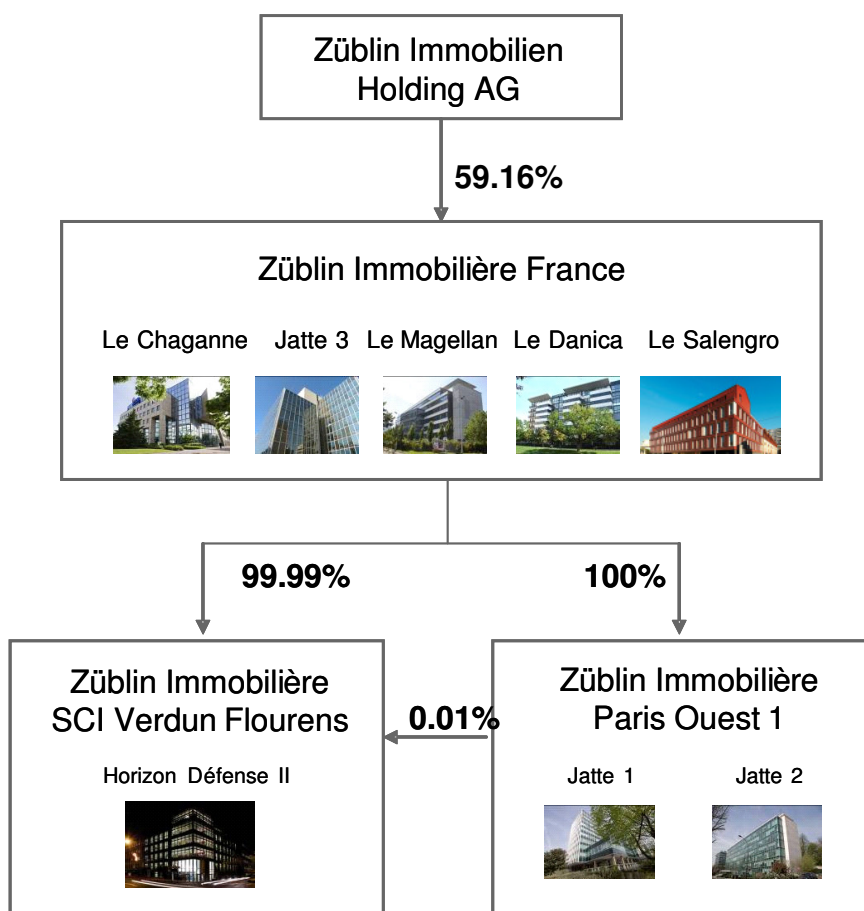 Züblin Immobilien
Holding AG
59.16%
Züblin Immobilière France
Le Chaganne Jatte 3 Le Magellan Le Danica Le Salengro
99.99% 100%
Züblin Immobilière
SCI Verdun Flourens
0.01%
Züblin Immobilière
Paris Ouest 1
Horizon Défense II
Jatte 1 Jatte 2